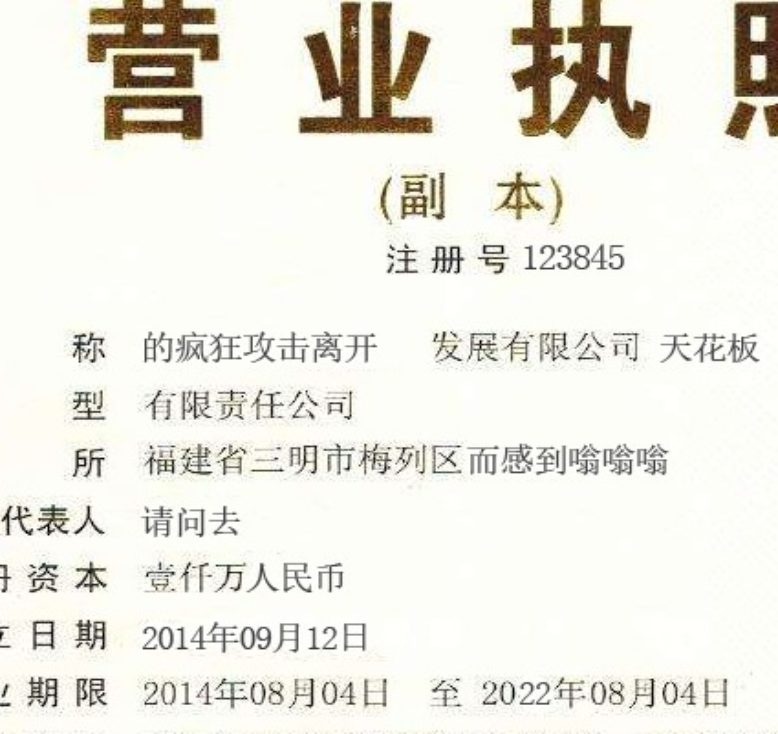 营业执照
(副 本)
注册号 123845
称 的疯狂攻击离开 发展有限公司 天花板
型 有限责任公司
所 福建省三明市梅列区而感到嗡嗡嗡
代表人 请问去
册资本 壹仟万人民币
立日期 2014年09月12日
业期限 2014年08月04日 至 2022年08月04日